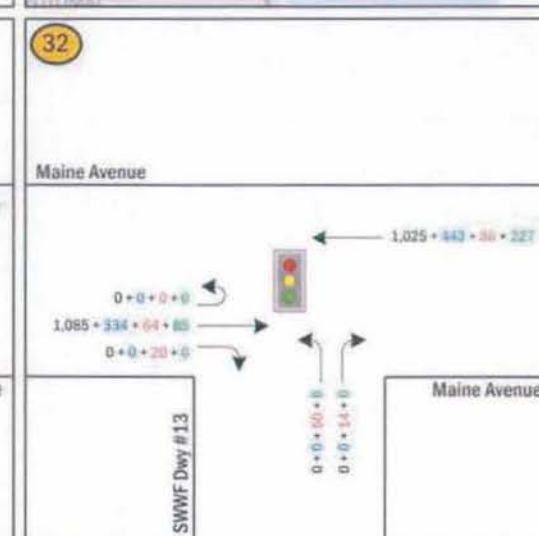 32
Maine Avenue
1,025 + 443 + 86 + 227
0 + 0 + 0 + 0
1,085 + 334 + 64 + 85
0 + 0 + 20 + 0
Maine Avenue
SWWF Dwy #13
0 + 0 + 60 + 0
0 + 0 + 14 + 0